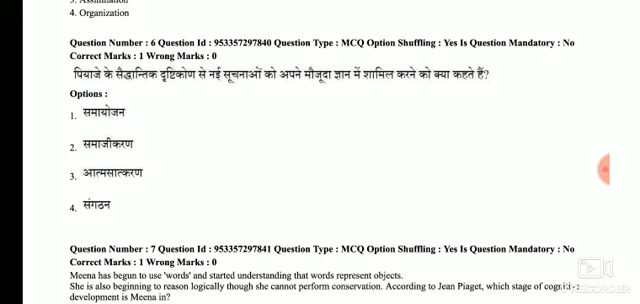 3. Assimilation
4. Organization
Question Number : 6 Question Id : 953357297840 Question Type : MCQ Option Shuffling : Yes Is Question Mandatory : No
Correct Marks : 1 Wrong Marks : 0
पियाजे के सैद्धान्तिक दृष्टिकोण से नई सूचनाओं को अपने मौजूदा ज्ञान में शामिल करने को क्या कहते हैं?
Options :
1. समायोजन
2. समाजीकरण
3. आत्मसात्करण
4. संगठन
Question Number : 7 Question Id : 953357297841 Question Type : MCQ Option Shuffling : Yes Is Question Mandatory : No
Correct Marks : 1 Wrong Marks : 0
Meena has begun to use 'words' and started understanding that words represent objects.
She is also beginning to reason logically though she cannot perform conservation. According to Jean Piaget, which stage of cognitive
development is Meena in?
RECORDER